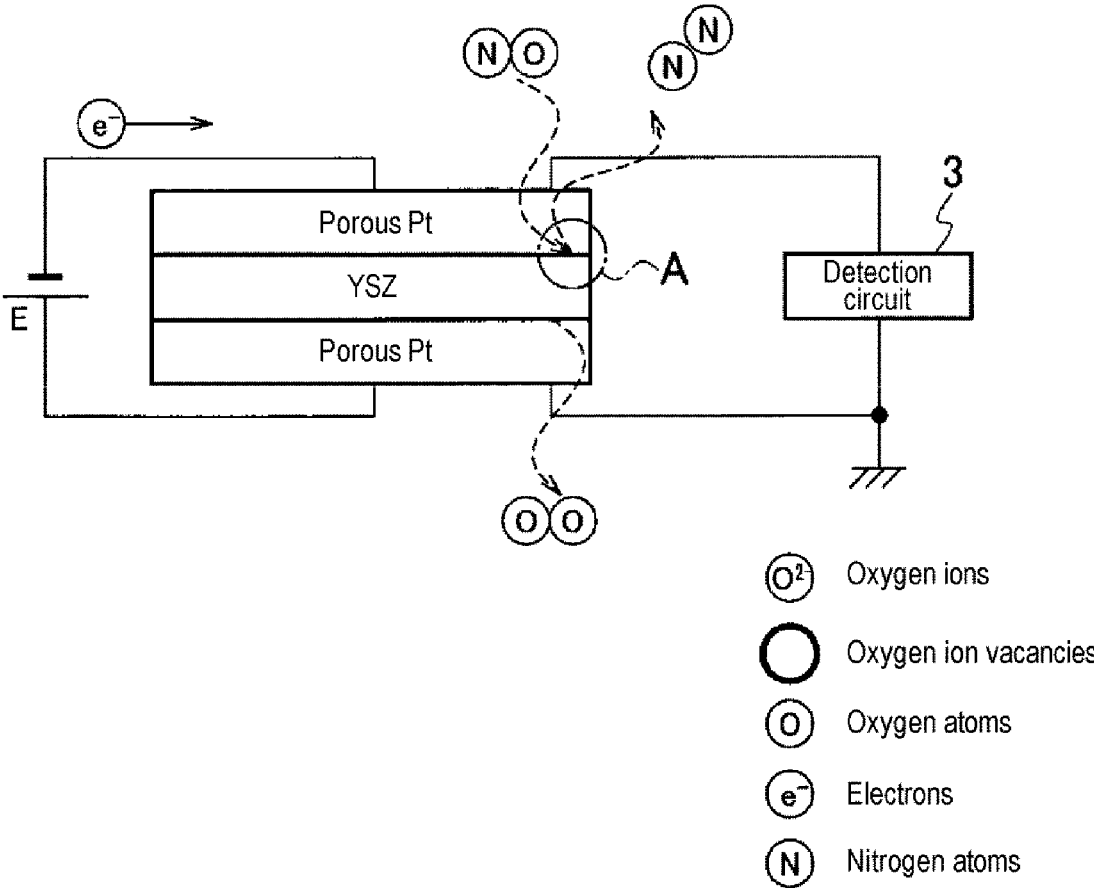 N O
N N
e⁻
3
Porous Pt
A
YSZ
Detection
circuit
E
Porous Pt
O O
O²⁻ Oxygen ions
Oxygen ion vacancies
O Oxygen atoms
e⁻ Electrons
N Nitrogen atoms